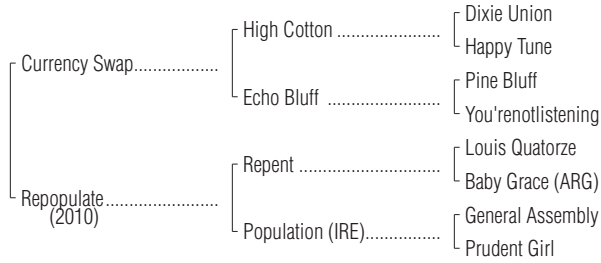 Dixie Union
High Cotton ....................
Happy Tune
Currency Swap.................
Pine Bluff
Echo Bluff ......................
You'renotlistening
Louis Quatorze
Repent ...........................
Baby Grace (ARG)
Repopulate......................
(2010)
General Assembly
Population (IRE)...............
Prudent Girl